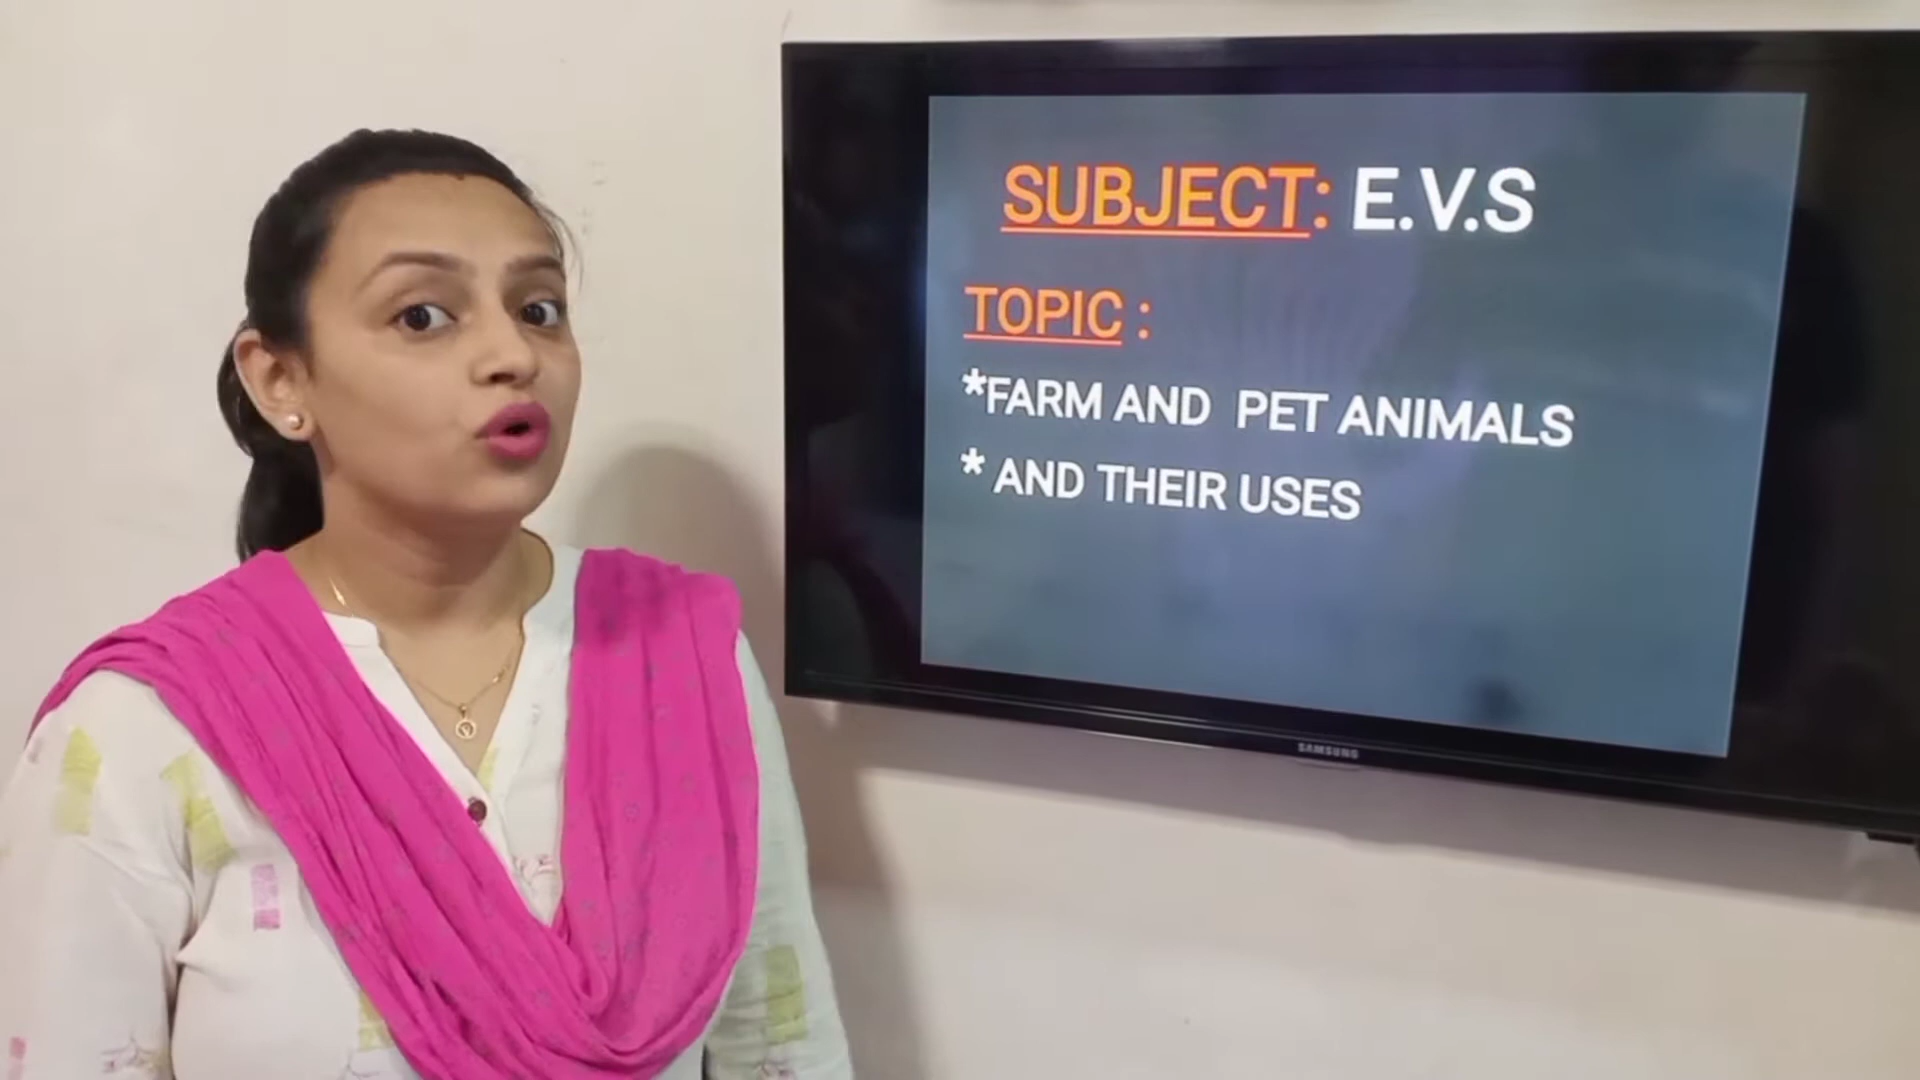 SUBJECT: E.V.S
TOPIC :
*FARM AND PET ANIMALS
* AND THEIR USES
SAMSUNG